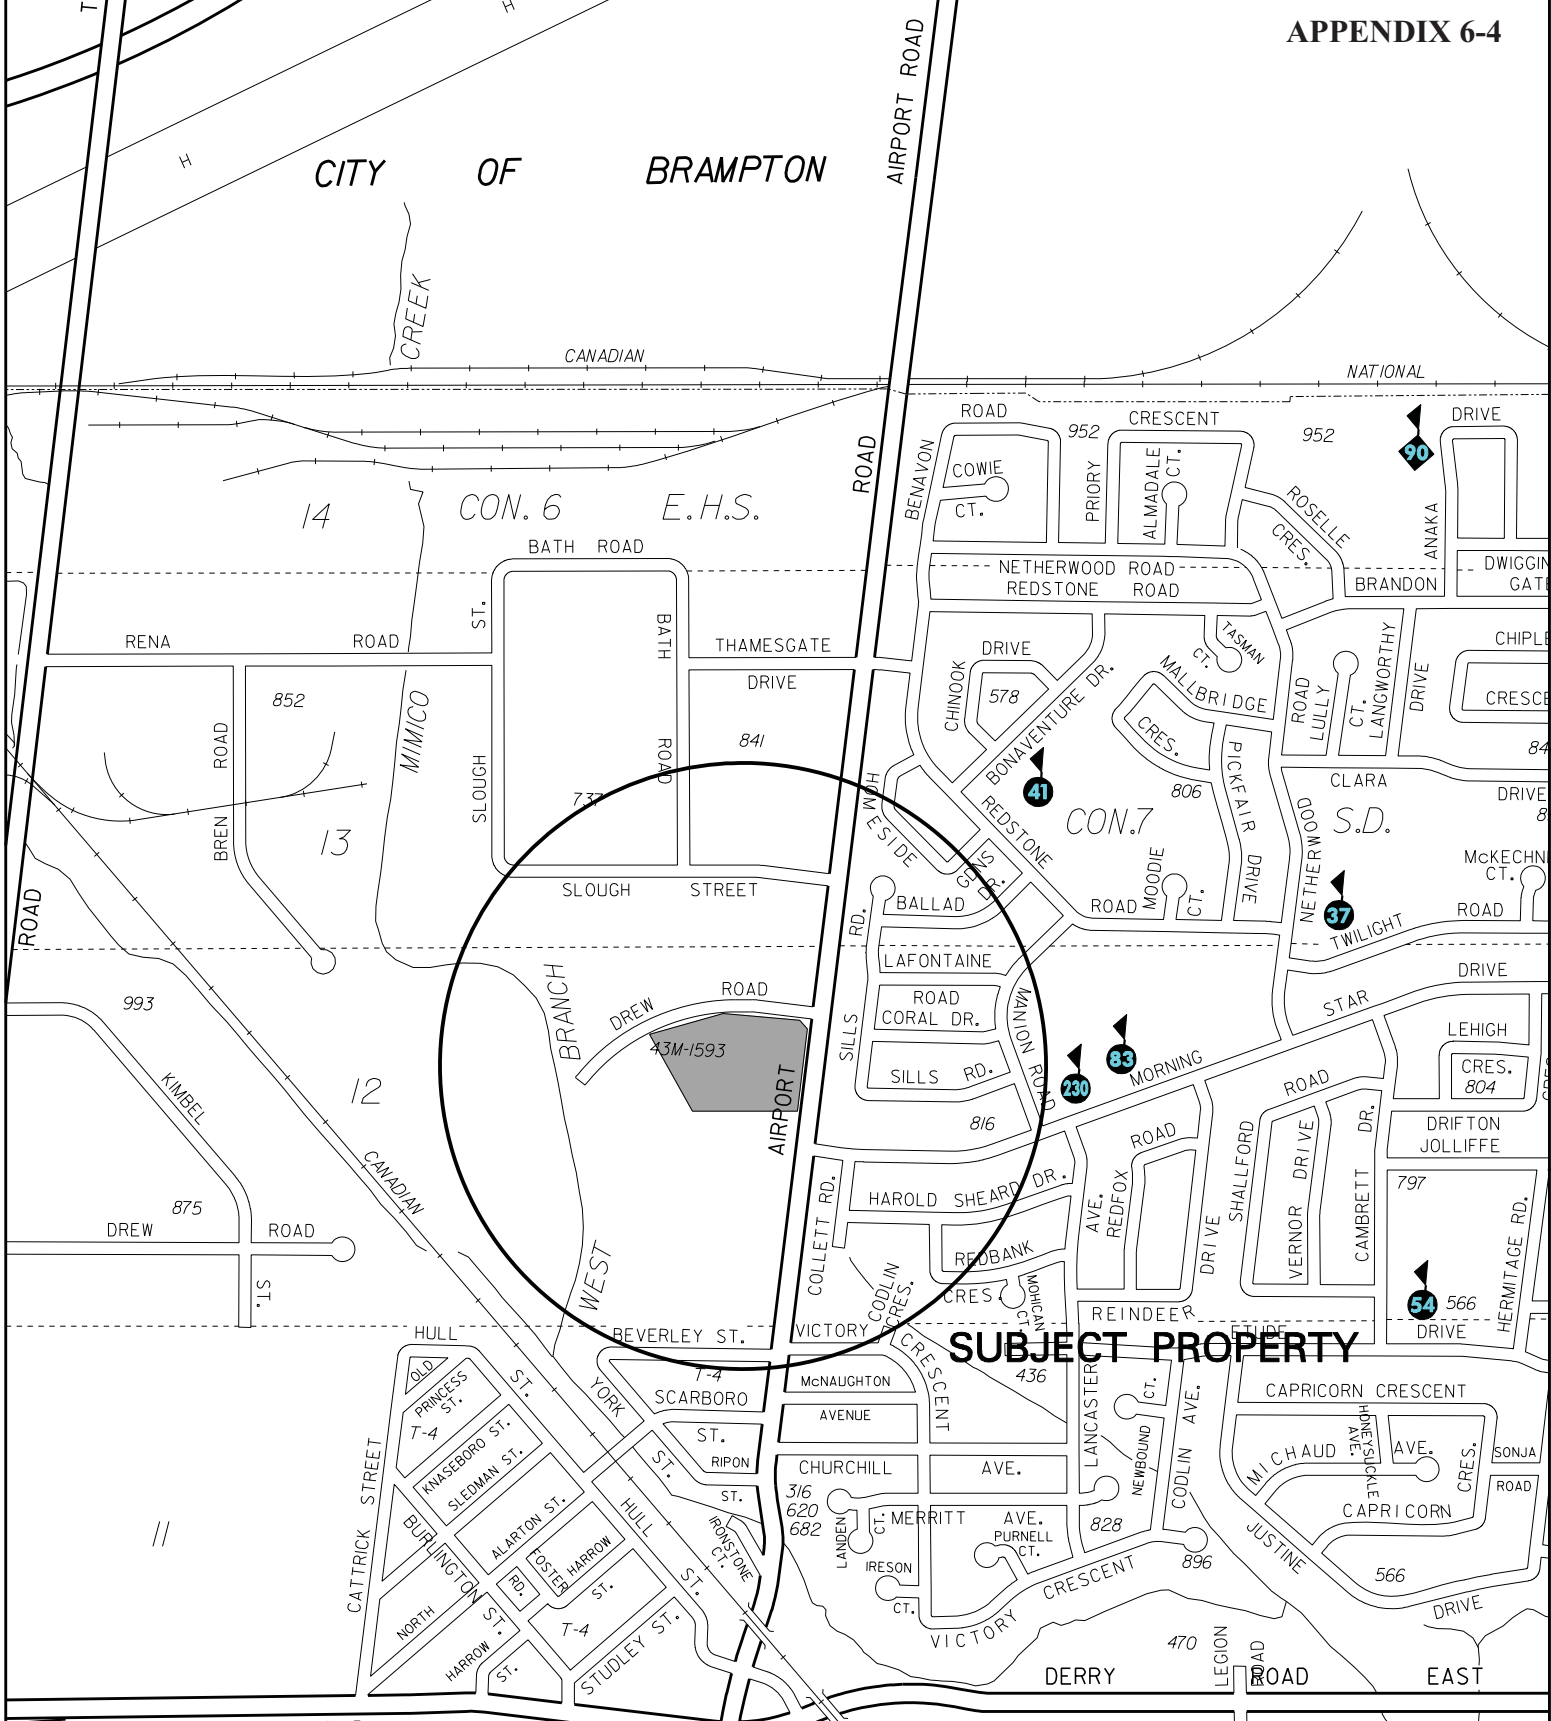 APPENDIX 6-4
T
H
H
CITY OF BRAMPTON
AIRPORT ROAD
CREEK
CANADIAN
NATIONAL
ROAD
CRESCENT
DRIVE
952
952
90
BENAVON
COWIE
CT.
PRIORY
ALMADALE
CT.
ROSELLE
CRES.
ANAKA
ROAD
14
CON. 6 E.H.S.
BATH ROAD
NETHERWOOD ROAD
REDSTONE ROAD
BRANDON
DWIGGIN
GATE
ST.
BATH
RENA ROAD
THAMESGATE
DRIVE
DRIVE
CHINOOK
578
BONAVENTURE DR.
TASMAN
CT.
MALLBRIDGE
CRES.
ROAD
LULLY
CT.
LANGWORTHY
DRIVE
CHIPLE
CRESCE
852
BREN ROAD
MIMICO
SLOUGH
ROAD
841
737
HOMESIDE
GDNS
DR.
REDSTONE
41
806
PICKFAIR DRIVE
CLARA
DRIVE
84
8
CON.7 S.D.
NETHERWOOD
McKECHN
CT.
13
SLOUGH STREET
ROAD
RD.
BALLAD
ROAD
MOODIE
CT.
37
TWILIGHT ROAD
LAFONTAINE
ROAD
CORAL DR.
MANION ROAD
DRIVE
STAR
993
BRANCH
DREW ROAD
43M-1593
SILLS
SILLS RD.
AIRPORT
83
230
MORNING
LEHIGH
CRES.
804
CRES
KIMBEL
12
816
ROAD
ROAD
SHALLFORD
VERNOR DRIVE
CAMBRETT DR.
DRIFTON
JOLLIFFE
CANADIAN
875
DREW ROAD
ST.
WEST
COLLETT RD.
HAROLD SHEARD DR.
AVE.
REDFOX
DRIVE
797
HERMITAGE RD.
REDBANK
CRES.
MOHICAN
CT.
CODLIN
CRES.
REINDEER
54
566
HULL
BEVERLEY ST.
VICTORY
CRESCENT
ETUDE
DRIVE
SUBJECT PROPERTY
OLD
PRINCESS
ST.
ST.
YORK
T-4
SCARBORO
McNAUGHTON
436
LANCASTER
CT.
AVE.
CAPRICORN CRESCENT
T-4
KNASEBORO ST.
SLEDMAN ST.
ST.
ST.
RIPON
ST.
AVENUE
CHURCHILL AVE.
NEWBOUND
CODLIN
MICHAUD AVE.
HONEYSUCKLE
AVE.
CRES.
SONJA
ROAD
CATTRICK STREET
316
620
682
MERRITT AVE.
LANDEN
CT.
PURNELL
CT.
828
CAPRICORN
JUSTINE
11
BURLINGTON ST.
ALARTON ST.
FOSTER
RD.
HARROW
ST.
HULL
ST.
IRONSTONE
CT.
IRESON
CT.
CRESCENT
896
566
DRIVE
NORTH
HARROW
ST.
T-4
STUDLEY ST.
VICTORY
470
LEGION
ROAD
DERRY ROAD EAST